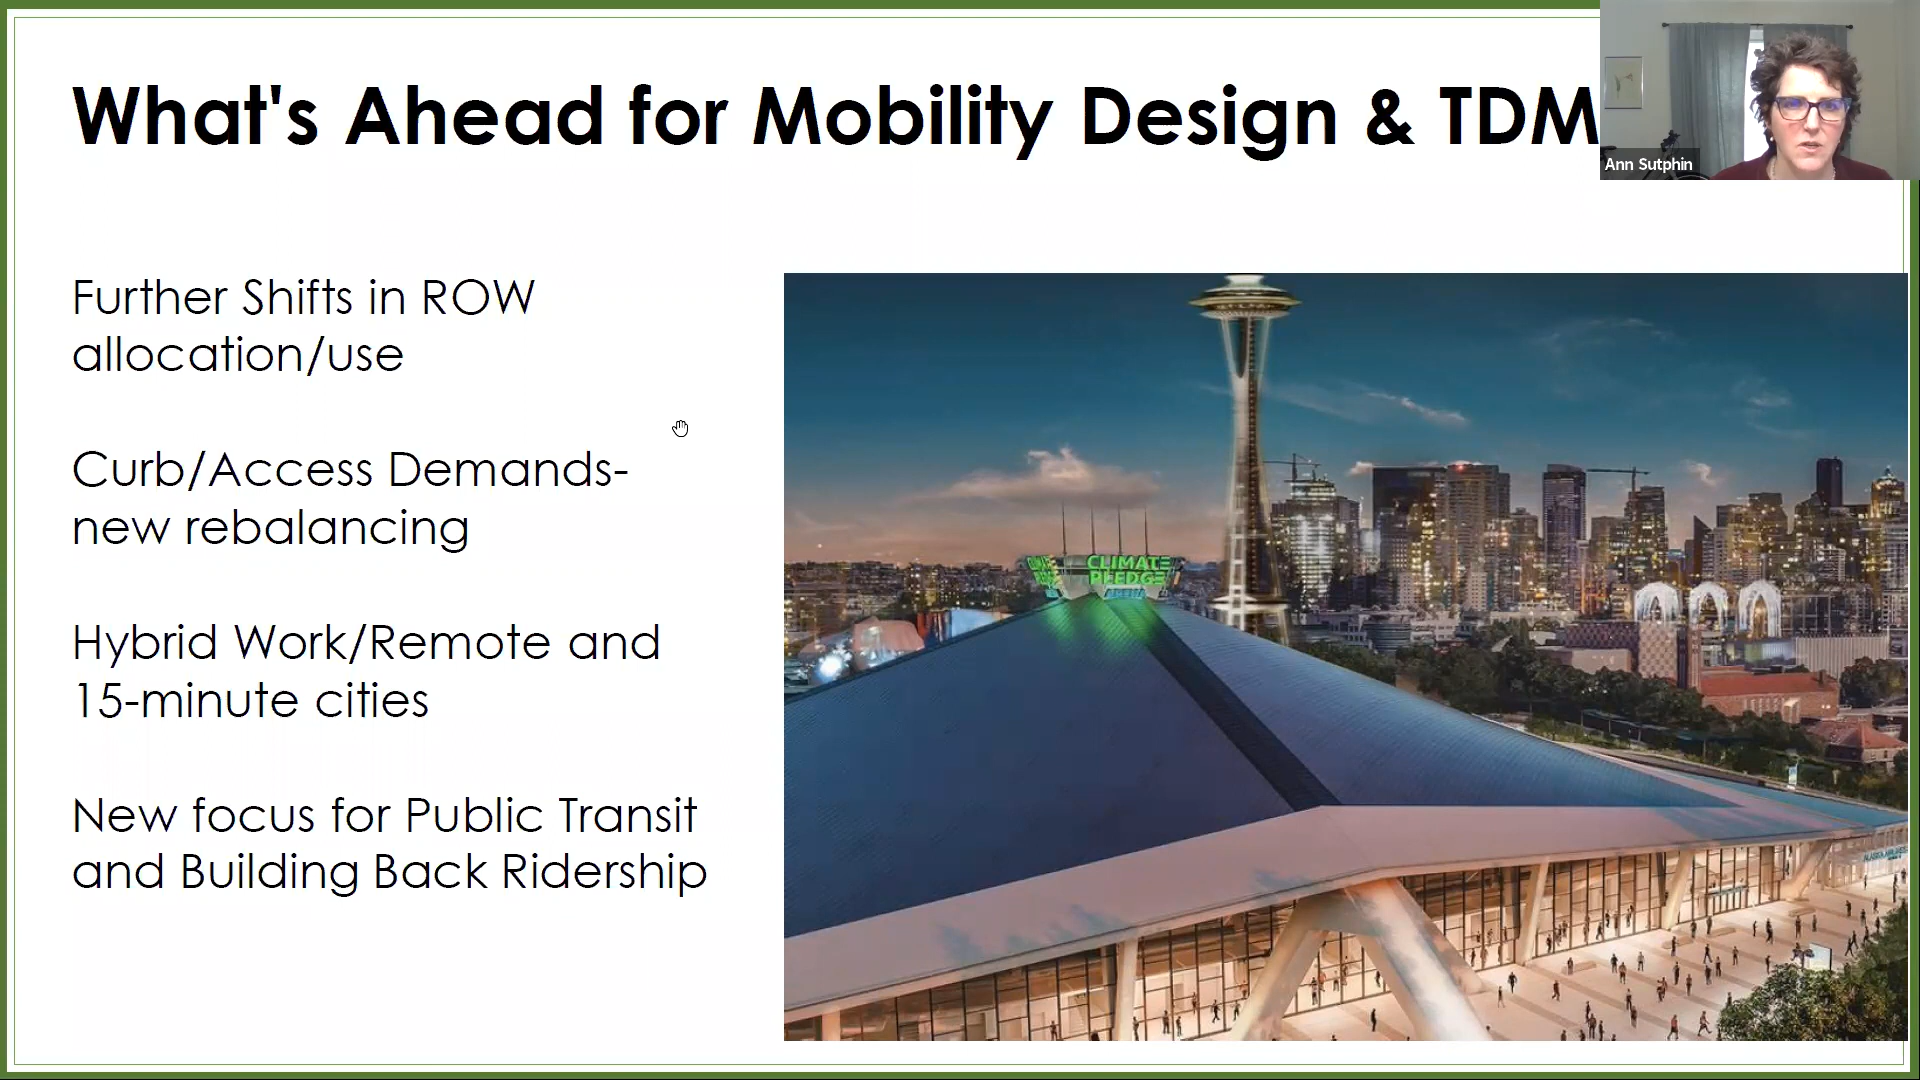 What's Ahead for Mobility Design & TDM
Ann Sutphin
Further Shifts in ROW
allocation/use
Curb/Access Demands-
new rebalancing
Hybrid Work/Remote and
15-minute cities
New focus for Public Transit
and Building Back Ridership
CLIMATE
PLEDGE
ARENA